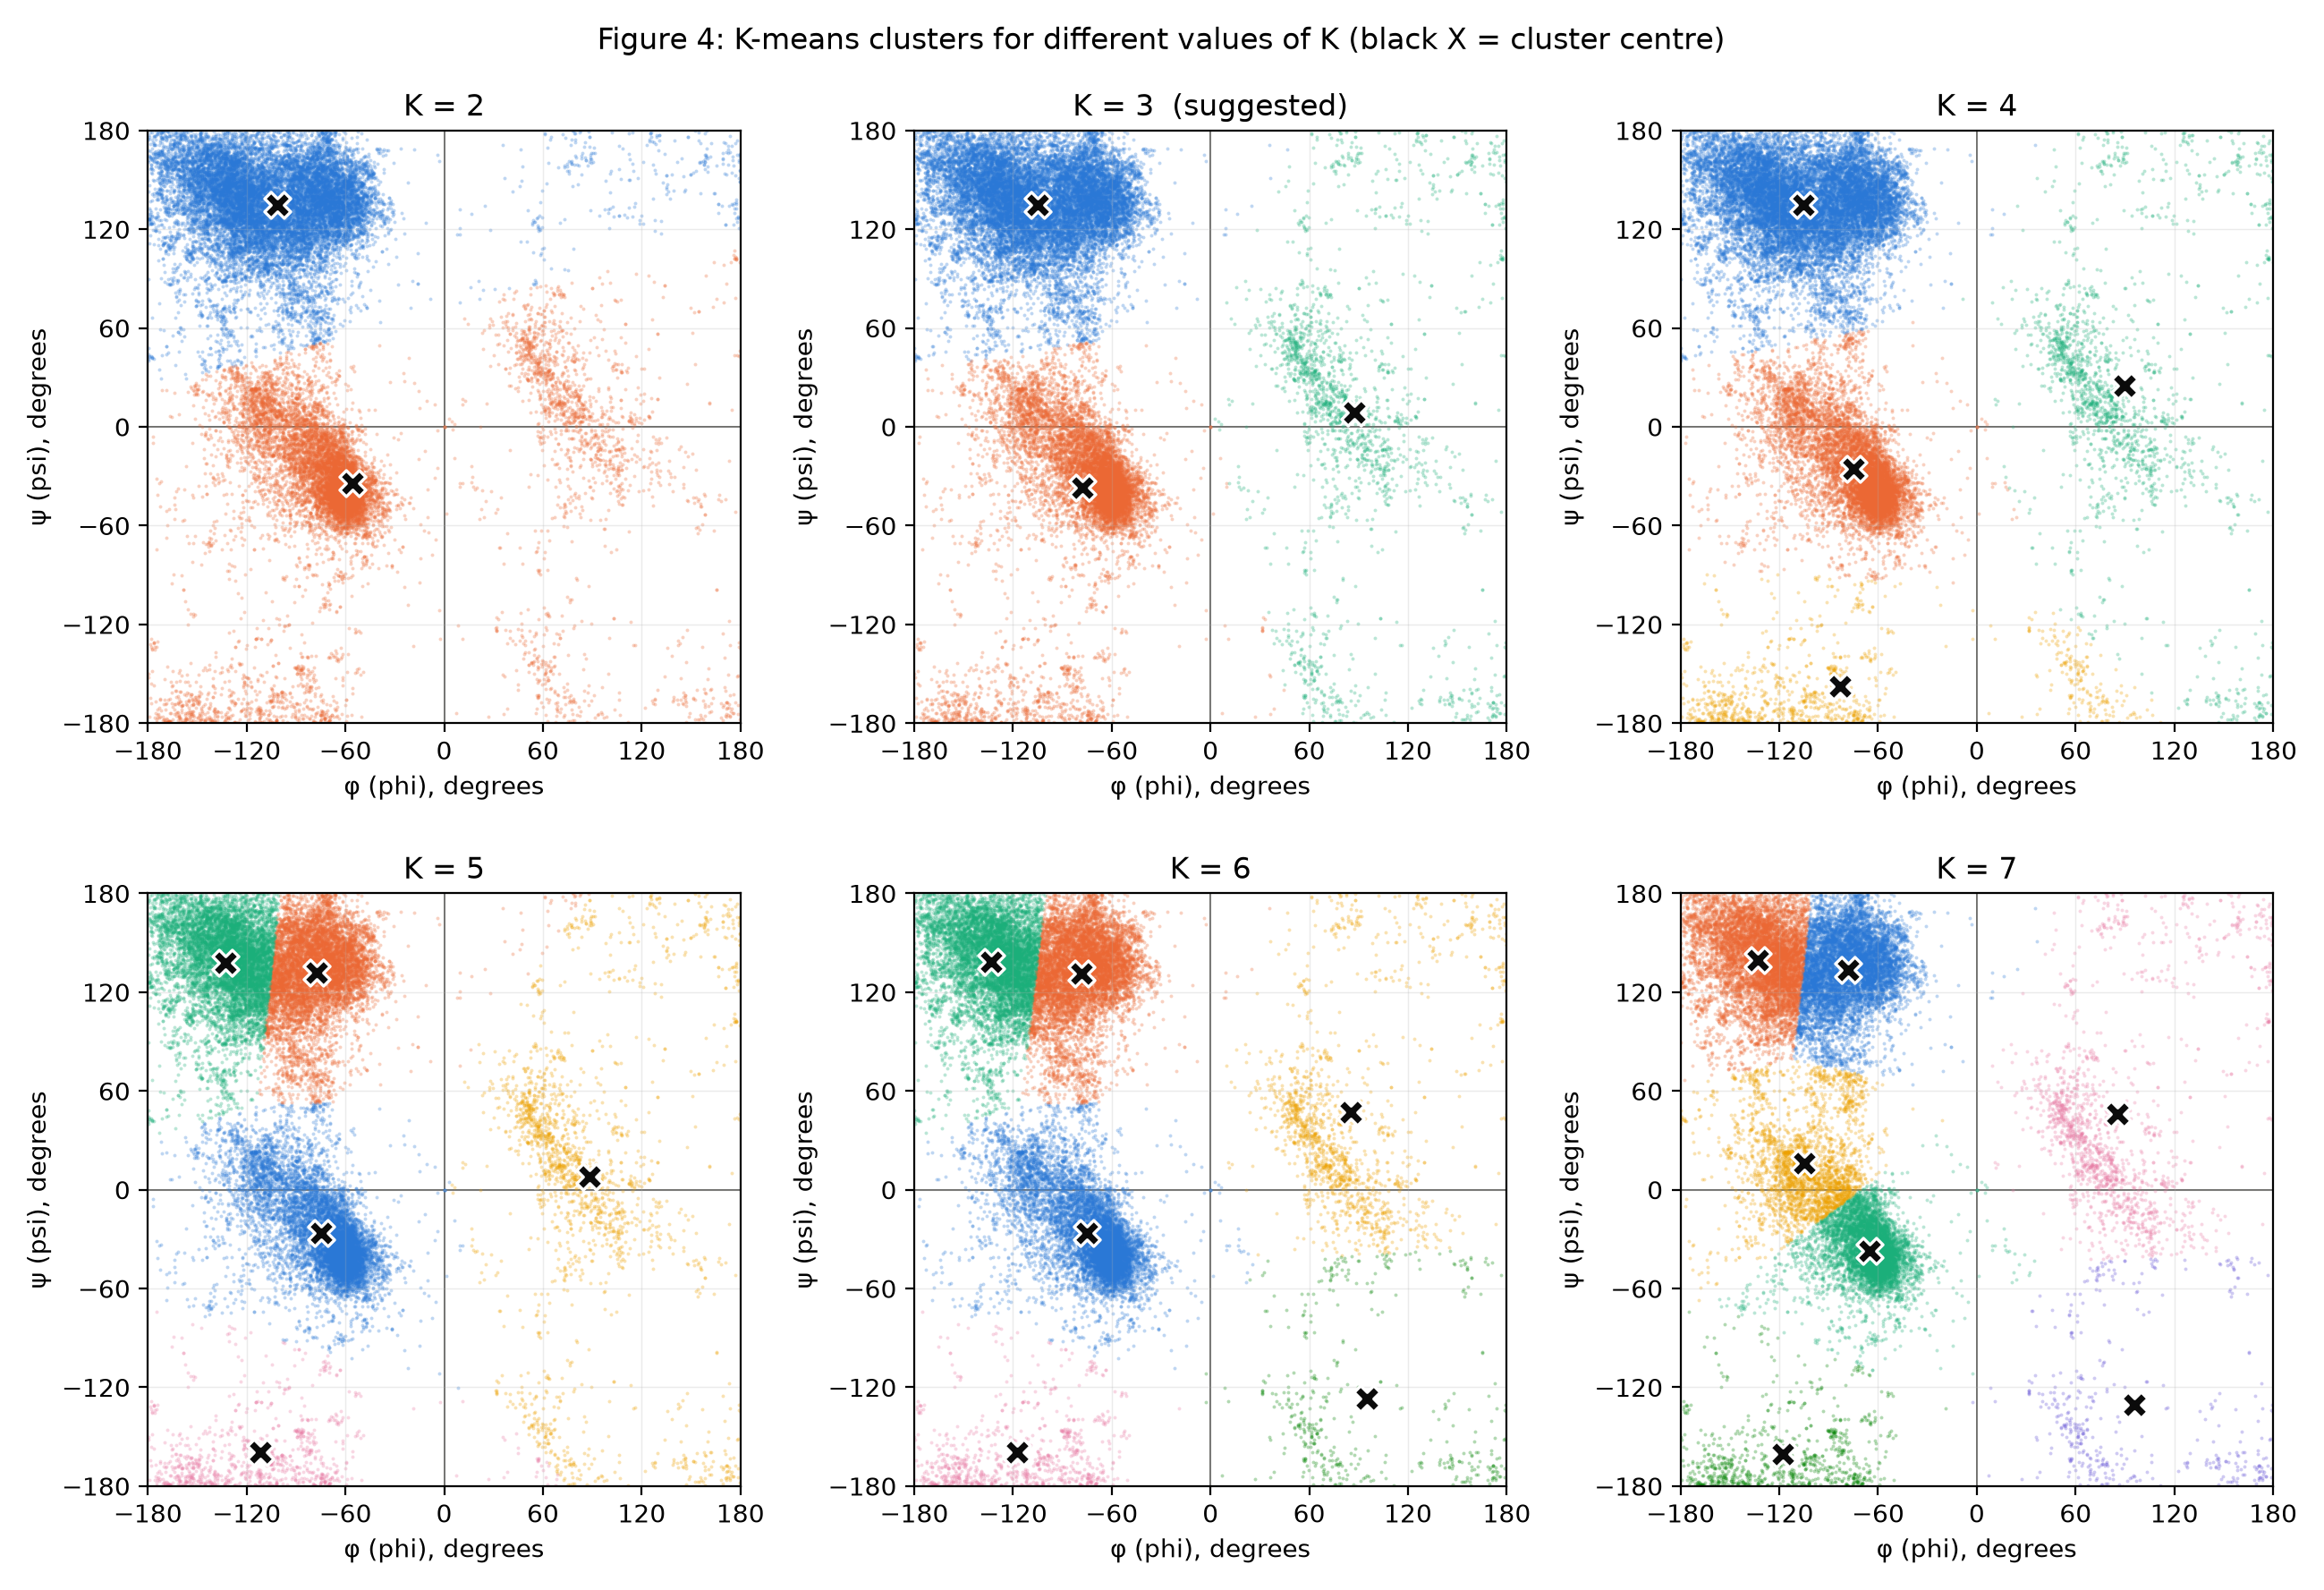 Figure 4: K-means clusters for different values of K (black X = cluster centre)
K = 2
K = 3  (suggested)
K = 4
180
120
60
0
−60
−120
−180
ψ (psi), degrees
−180 −120 −60 0 60 120 180
φ (phi), degrees
180
120
60
0
−60
−120
−180
ψ (psi), degrees
−180 −120 −60 0 60 120 180
φ (phi), degrees
180
120
60
0
−60
−120
−180
ψ (psi), degrees
−180 −120 −60 0 60 120 180
φ (phi), degrees
K = 5
K = 6
K = 7
180
120
60
0
−60
−120
−180
ψ (psi), degrees
−180 −120 −60 0 60 120 180
φ (phi), degrees
180
120
60
0
−60
−120
−180
ψ (psi), degrees
−180 −120 −60 0 60 120 180
φ (phi), degrees
180
120
60
0
−60
−120
−180
ψ (psi), degrees
−180 −120 −60 0 60 120 180
φ (phi), degrees